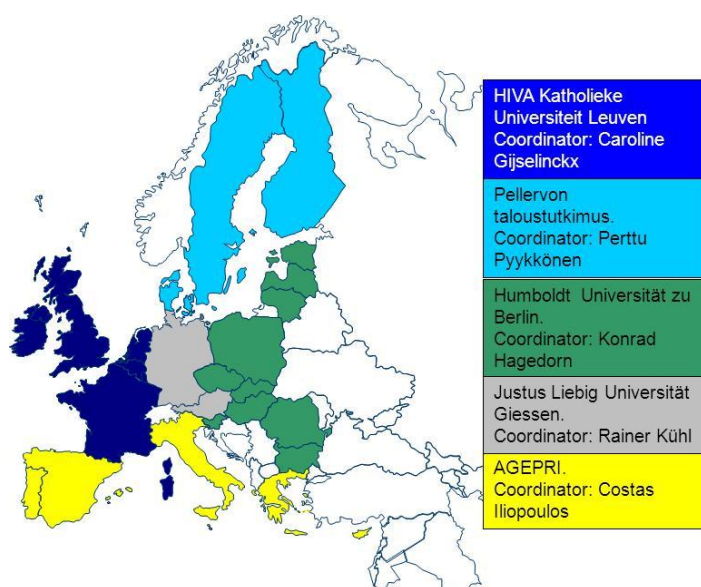 HIVA Katholieke
Universiteit Leuven
Coordinator: Caroline
Gijselinckx
Pellervon
taloustutkimus.
Coordinator: Perttu
Pyykkönen
Humboldt Universität zu
Berlin.
Coordinator: Konrad
Hagedorn
Justus Liebig Universität
Giessen.
Coordinator: Rainer Kühl
AGEPRI.
Coordinator: Costas
Iliopoulos